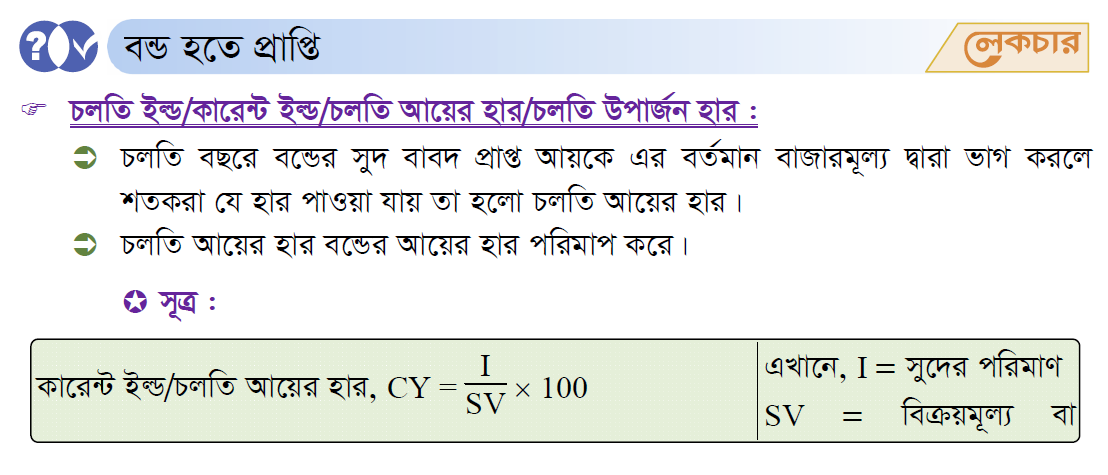 বন্ড হতে প্রাপ্তি
লেকচার
চলতি ইল্ড/কারেন্ট ইল্ড/চলতি আয়ের হার/চলতি উপার্জন হার :
চলতি বছরে বন্ডের সুদ বাবদ প্রাপ্ত আয়কে এর বর্তমান বাজারমূল্য দ্বারা ভাগ করলে
শতকরা যে হার পাওয়া যায় তা হলো চলতি আয়ের হার।
চলতি আয়ের হার বন্ডের আয়ের হার পরিমাপ করে।
সূত্র :
কারেন্ট ইল্ড/চলতি আয়ের হার, CY = I/SV × 100
এখানে, I = সুদের পরিমাণ
SV = বিক্রয়মূল্য বা